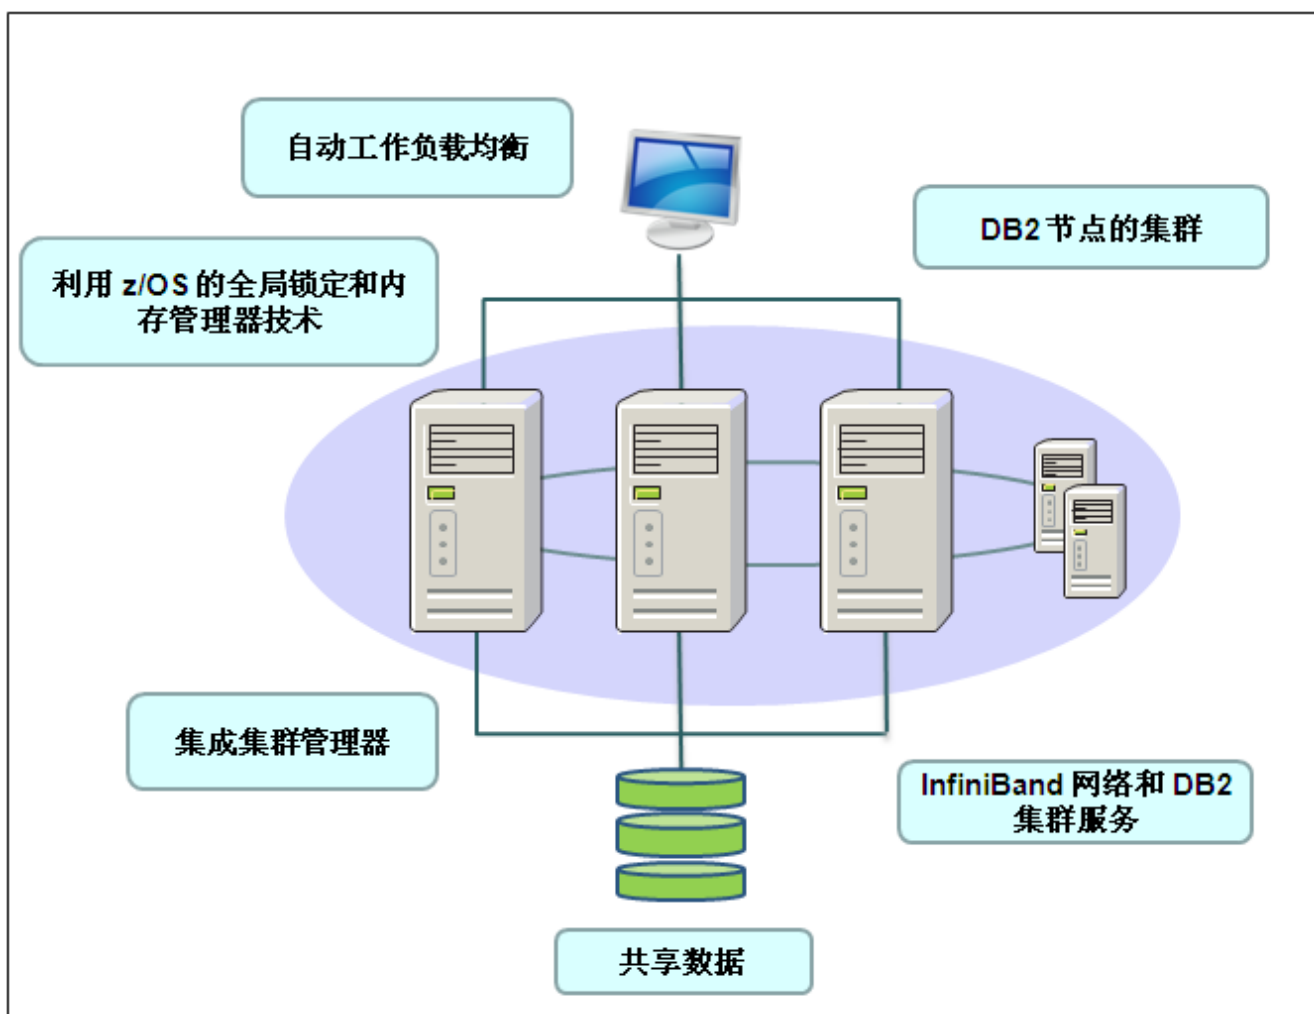 自动工作负载均衡
DB2 节点的集群
利用 z/OS 的全局锁定和内
存管理器技术
集成集群管理器
InfiniBand 网络和 DB2
集群服务
共享数据